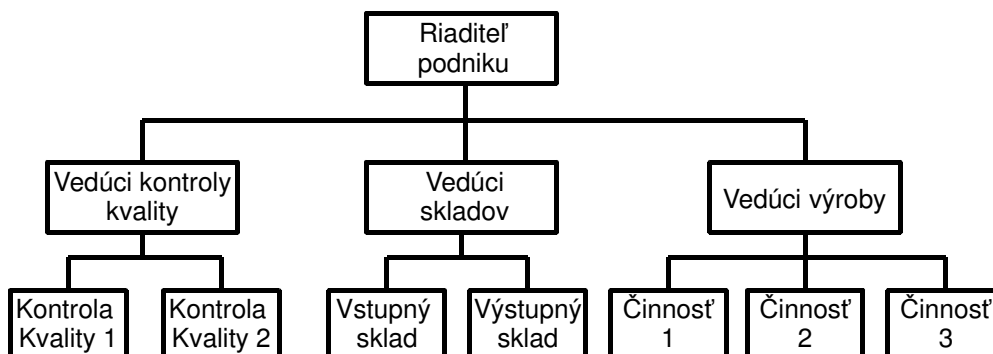 Riaditeľ
podniku
Vedúci kontroly
kvality
Vedúci
skladov
Vedúci výroby
Kontrola
Kvality 1
Kontrola
Kvality 2
Vstupný
sklad
Výstupný
sklad
Činnosť
1
Činnosť
2
Činnosť
3